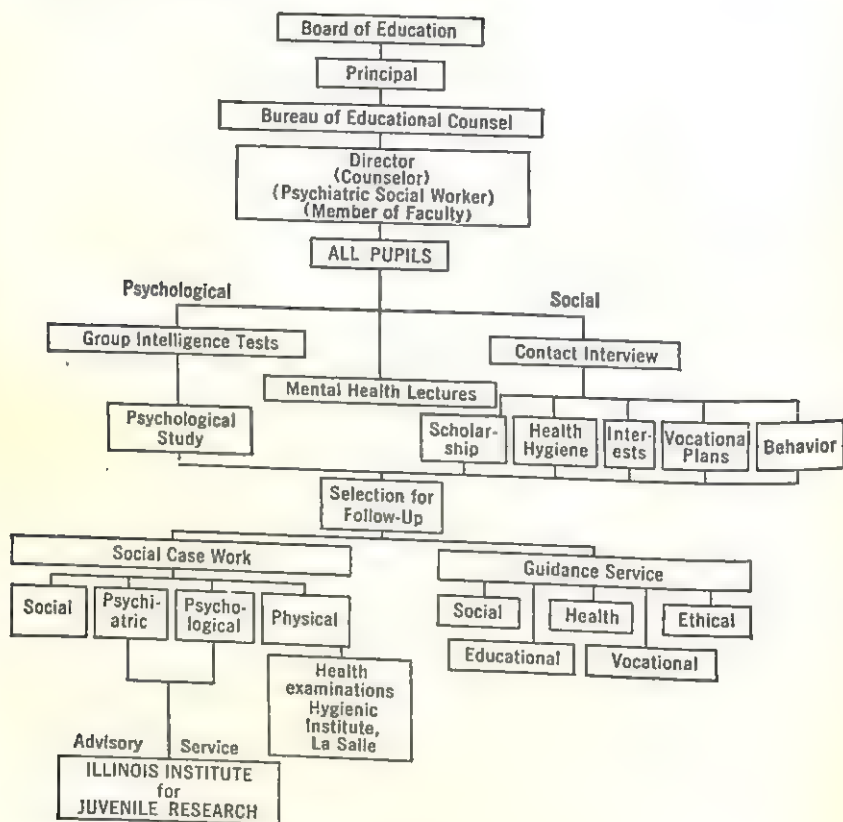 Board of Education
Principal
Bureau of Educational Counsel
Director
(Counselor)
(Psychiatric Social Worker)
(Member of Faculty)
ALL PUPILS
Psychological
Social
Group Intelligence Tests
Contact Interview
Mental Health Lectures
Psychological
Study
Scholar-
ship
Health
Hygiene
Inter-
ests
Vocational
Plans
Behavior
Selection for
Follow-Up
Social Case Work
Guidance Service
Social
Psychi-
atric
Psycho-
logical
Physical
Social
Health
Ethical
Educational
Vocational
Health
examinations
Hygienic
Institute,
La Salle
Advisory Service
ILLINOIS INSTITUTE
for
JUVENILE RESEARCH